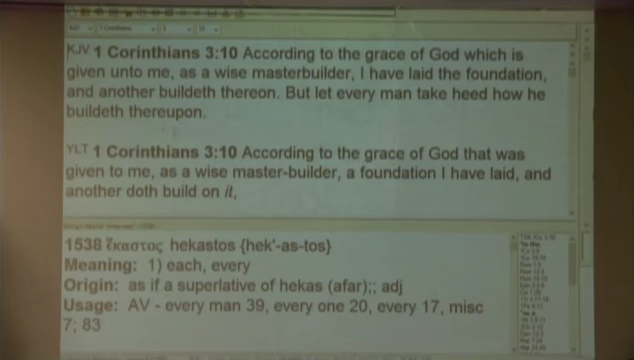 KJV 1 Corinthians 3:10 According to the grace of God which is
given unto me, as a wise masterbuilder, I have laid the foundation,
and another buildeth thereon. But let every man take heed how he
buildeth thereupon.
YLT 1 Corinthians 3:10 According to the grace of God that was
given to me, as a wise master-builder, a foundation I have laid, and
another doth build on it,
1538 ἕκαστος hekastos {hek'-as-tos}
Meaning: 1) each, every
Origin: as if a superlative of hekas (afar);; adj
Usage: AV - every man 39, every one 20, every 17, misc
7; 83